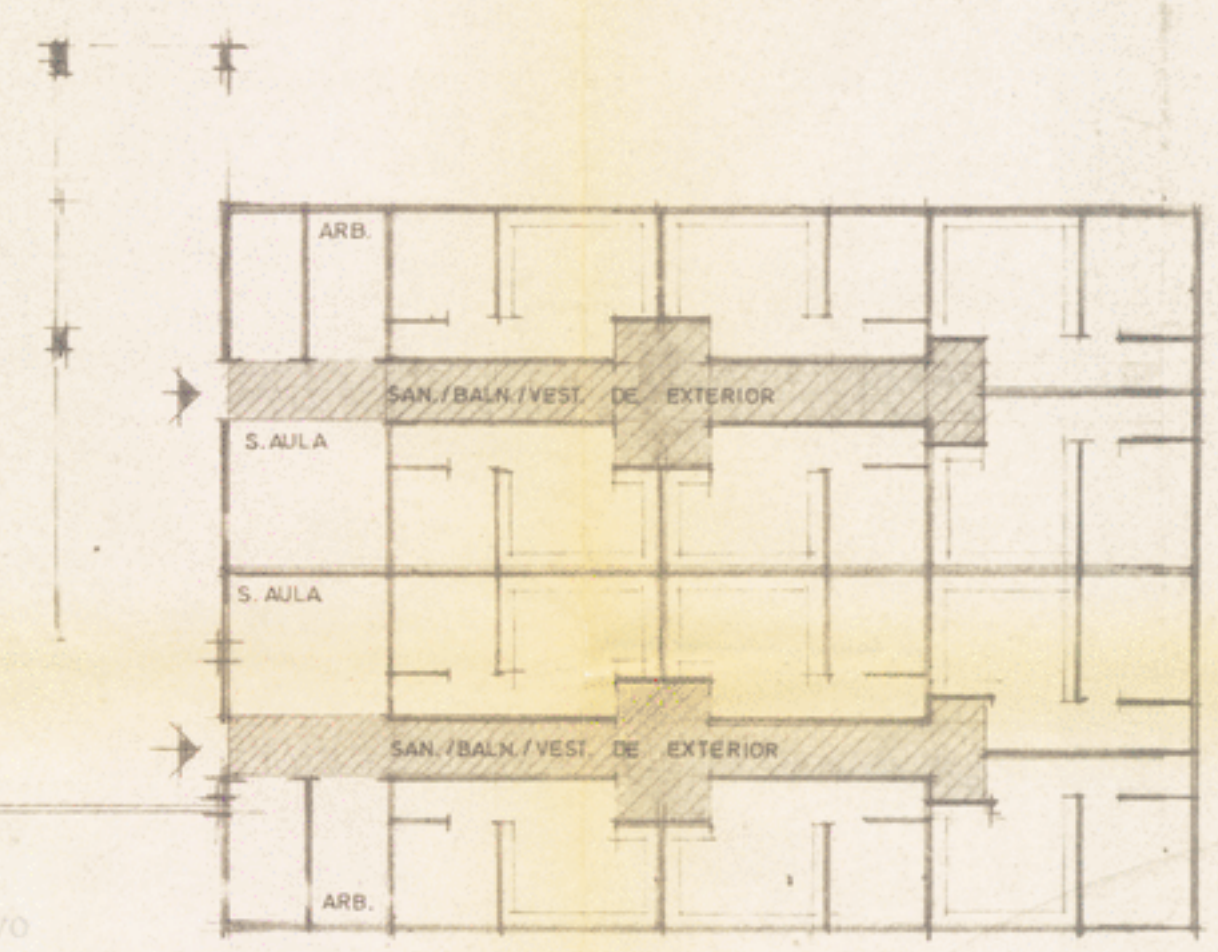 ARB.
SAN./BALN./VEST. DE EXTERIOR
S. AULA
S. AULA
SAN./BALN./VEST. DE EXTERIOR
ARB.